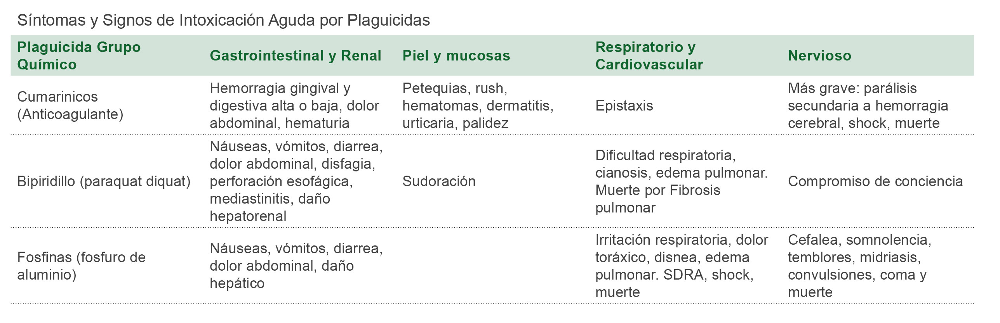 Síntomas y Signos de Intoxicación Aguda por Plaguicidas
Plaguicida Grupo
Químico
Gastrointestinal y Renal
Piel y mucosas
Respiratorio y
Cardiovascular
Nervioso
Cumarinicos
(Anticoagulante)
Hemorragia gingival y
digestiva alta o baja, dolor
abdominal, hematuria
Petequias, rush,
hematomas, dermatitis,
urticaria, palidez
Epistaxis
Más grave: parálisis
secundaria a hemorragia
cerebral, shock, muerte
Bipiridillo (paraquat diquat)
Náuseas, vómitos, diarrea,
dolor abdominal, disfagia,
perforación esofágica,
mediastinitis, daño
hepatorenal
Sudoración
Dificultad respiratoria,
cianosis, edema pulmonar.
Muerte por Fibrosis
pulmonar
Compromiso de conciencia
Fosfinas (fosfuro de
aluminio)
Náuseas, vómitos, diarrea,
dolor abdominal, daño
hepático
Irritación respiratoria, dolor
toráxico, disnea, edema
pulmonar. SDRA, shock,
muerte
Cefalea, somnolencia,
temblores, midriasis,
convulsiones, coma y
muerte